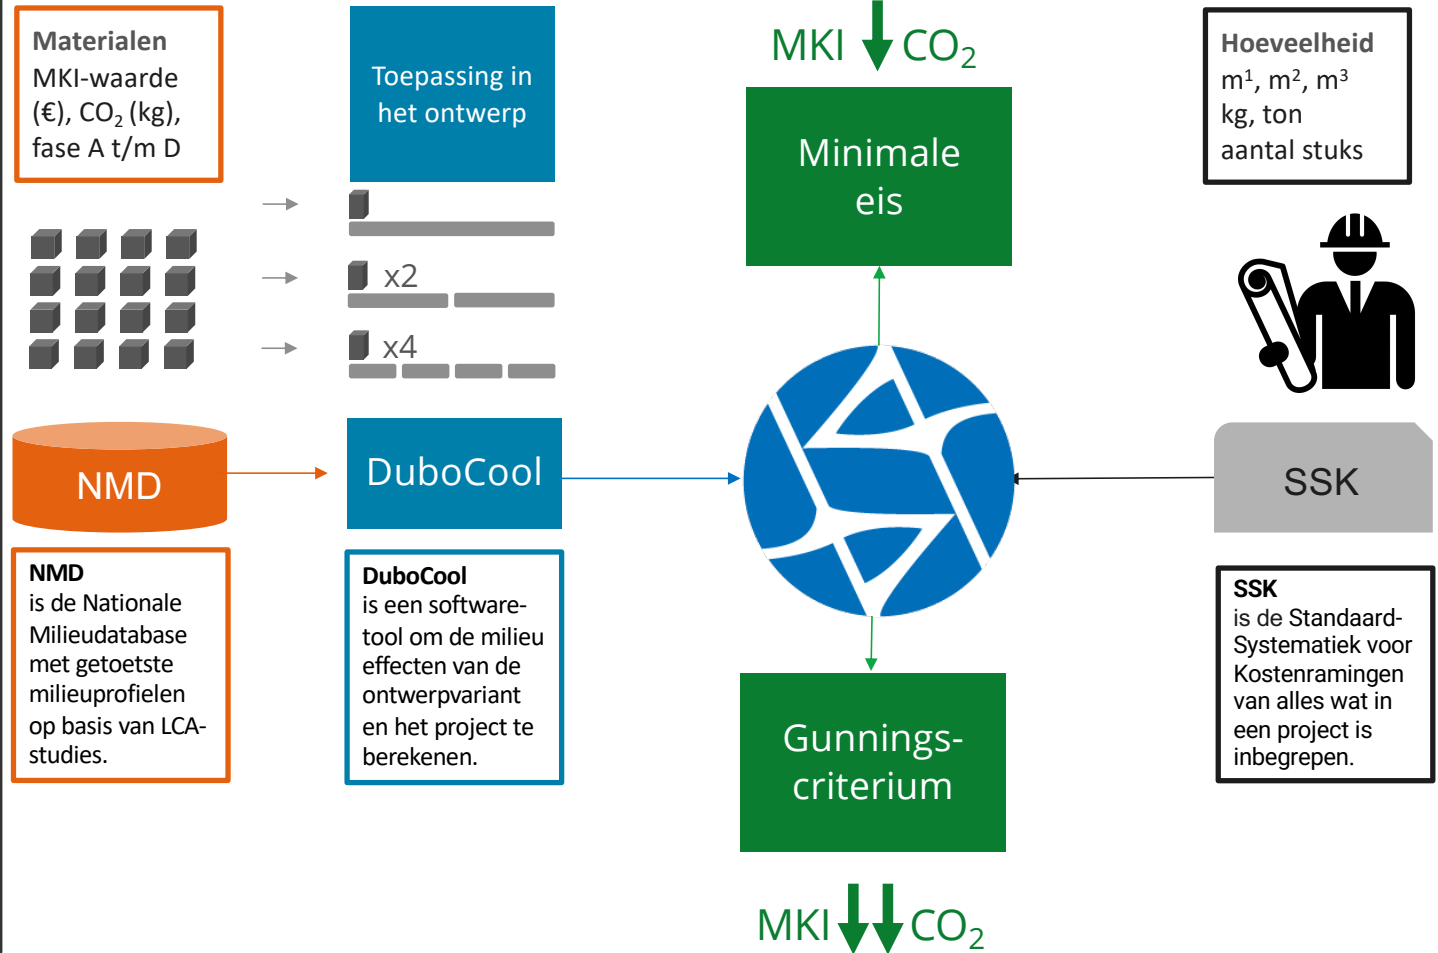 Materialen
MKI-waarde
(€), CO₂ (kg),
fase A t/m D
Toepassing in
het ontwerp
x2
x4
MKI CO₂
Minimale
eis
Hoeveelheid
m¹, m², m³
kg, ton
aantal stuks
NMD
DuboCool
SSK
NMD
is de Nationale
Milieudatabase
met getoetste
milieuprofielen
op basis van LCA-
studies.
DuboCool
is een software-
tool om de milieu
effecten van de
ontwerpvariant
en het project te
berekenen.
Gunnings-
criterium
MKI CO₂
SSK
is de Standaard-
Systematiek voor
Kostenramingen
van alles wat in
een project is
inbegrepen.